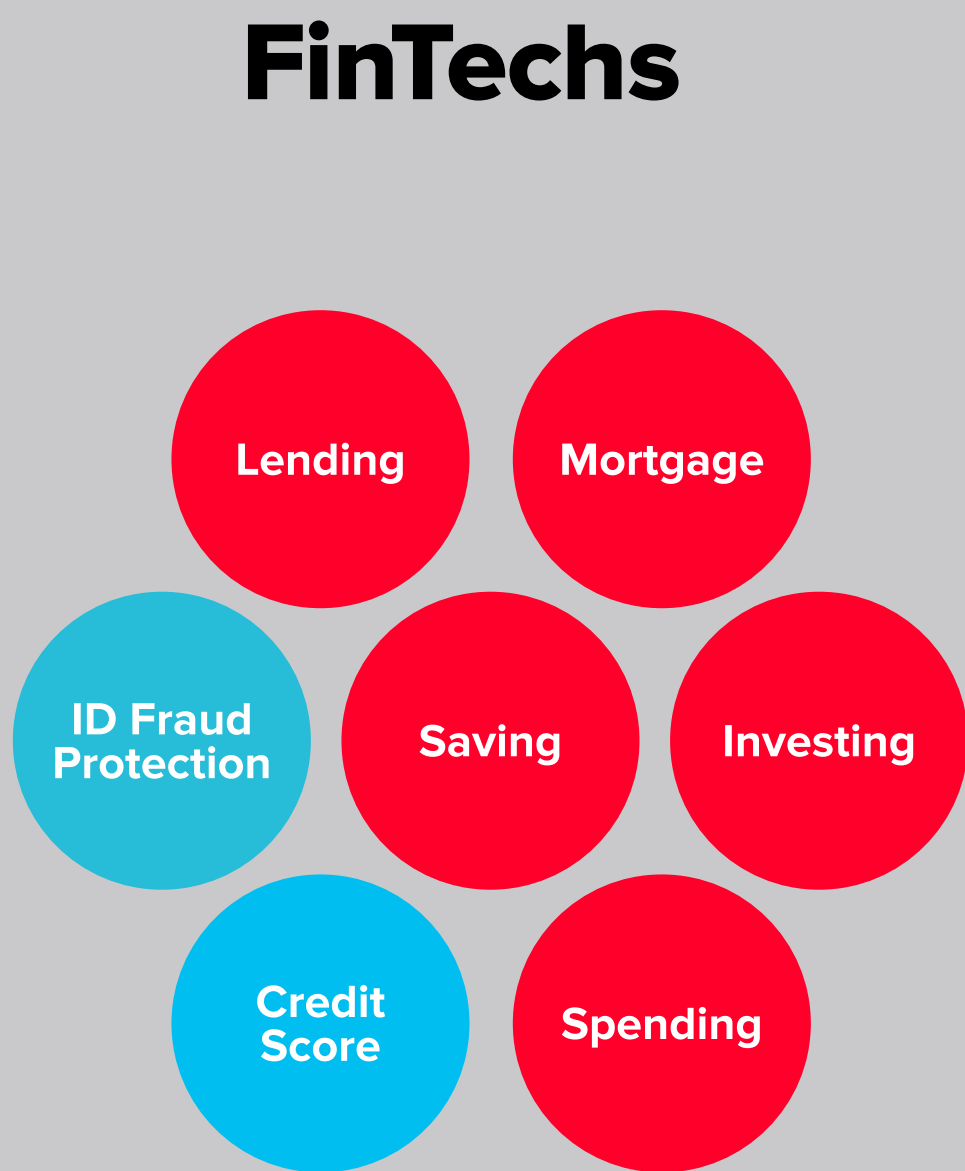 FinTechs
Lending
Mortgage
ID Fraud
Protection
Saving
Investing
Credit
Score
Spending